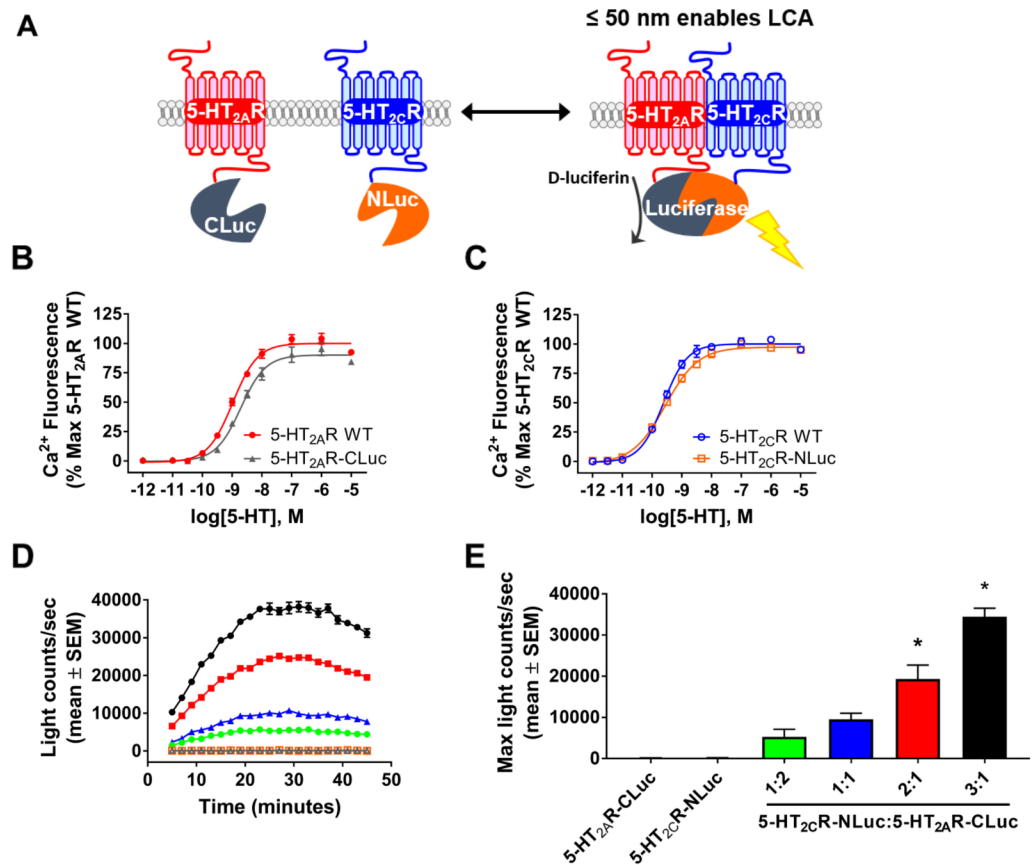 A
≤ 50 nm enables LCA
5-HT2AR
5-HT2CR
5-HT2AR
5-HT2CR
D-luciferin
CLuc
NLuc
Luciferase
B
Ca2+ Fluorescence
(% Max 5-HT2AR WT)
125
100
75
50
25
0
5-HT2AR WT
5-HT2AR-CLuc
-12 -11 -10 -9 -8 -7 -6 -5
log[5-HT], M
C
Ca2+ Fluorescence
(% Max 5-HT2CR WT)
125
100
75
50
25
0
5-HT2CR WT
5-HT2CR-NLuc
-12 -11 -10 -9 -8 -7 -6 -5
log[5-HT], M
D
Light counts/sec
(mean ± SEM)
40000
30000
20000
10000
0
0 10 20 30 40 50
Time (minutes)
E
Max light counts/sec
(mean ± SEM)
40000
30000
20000
10000
0
*
*
5-HT2AR-CLuc
5-HT2CR-NLuc
1:2
1:1
2:1
3:1
5-HT2CR-NLuc:5-HT2AR-CLuc